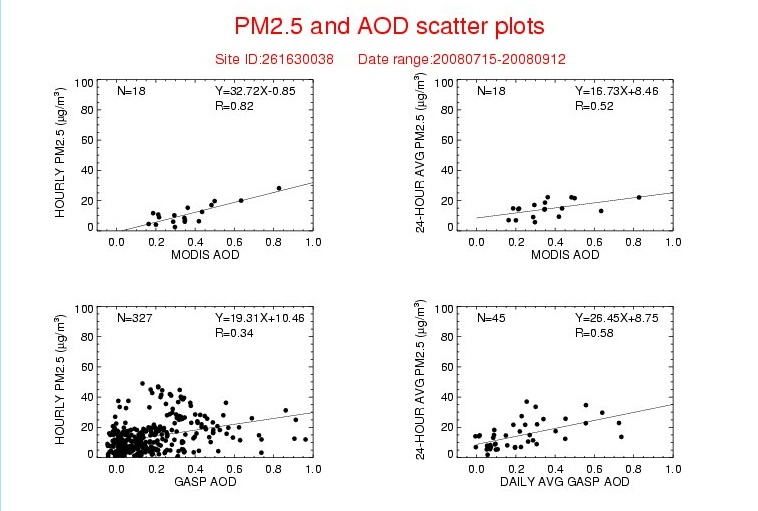 PM2.5 and AOD scatter plots
Site ID:261630038 Date range:20080715-20080912
HOURLY PM2.5 (µg/m³)
100
80
60
40
20
0
N=18 Y=32.72X-0.85
R=0.82
0.0 0.2 0.4 0.6 0.8 1.0
MODIS AOD
24-HOUR AVG PM2.5 (µg/m³)
100
80
60
40
20
0
N=18 Y=16.73X+8.46
R=0.52
0.0 0.2 0.4 0.6 0.8 1.0
MODIS AOD
HOURLY PM2.5 (µg/m³)
100
80
60
40
20
0
N=327 Y=19.31X+10.46
R=0.34
0.0 0.2 0.4 0.6 0.8 1.0
GASP AOD
24-HOUR AVG PM2.5 (µg/m³)
100
80
60
40
20
0
N=45 Y=26.45X+8.75
R=0.58
0.0 0.2 0.4 0.6 0.8 1.0
DAILY AVG GASP AOD